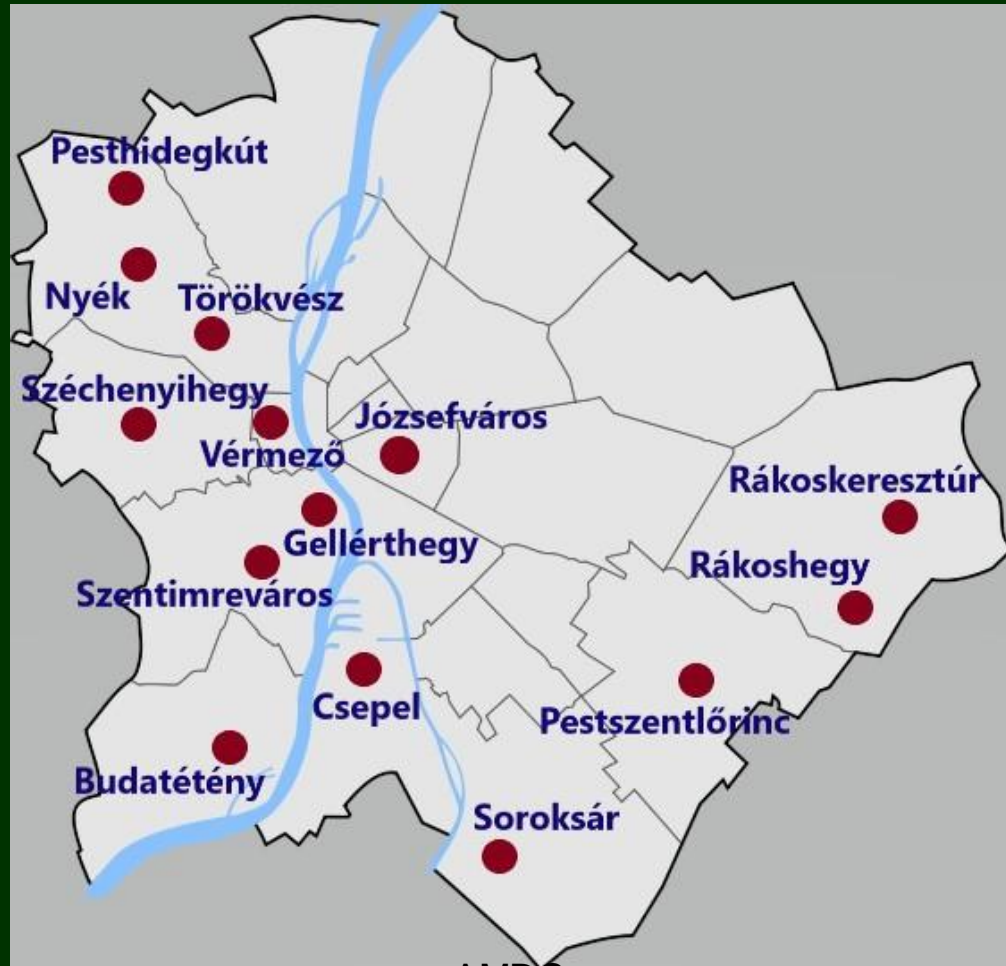 Pesthidegkút
Nyék
Törökvész
Széchenyihegy
Józsefváros
Vérmező
Rákoskeresztúr
Gellérthegy
Rákoshegy
Szentimreváros
Csepel
Pestszentlőrinc
Budatétény
Soroksár